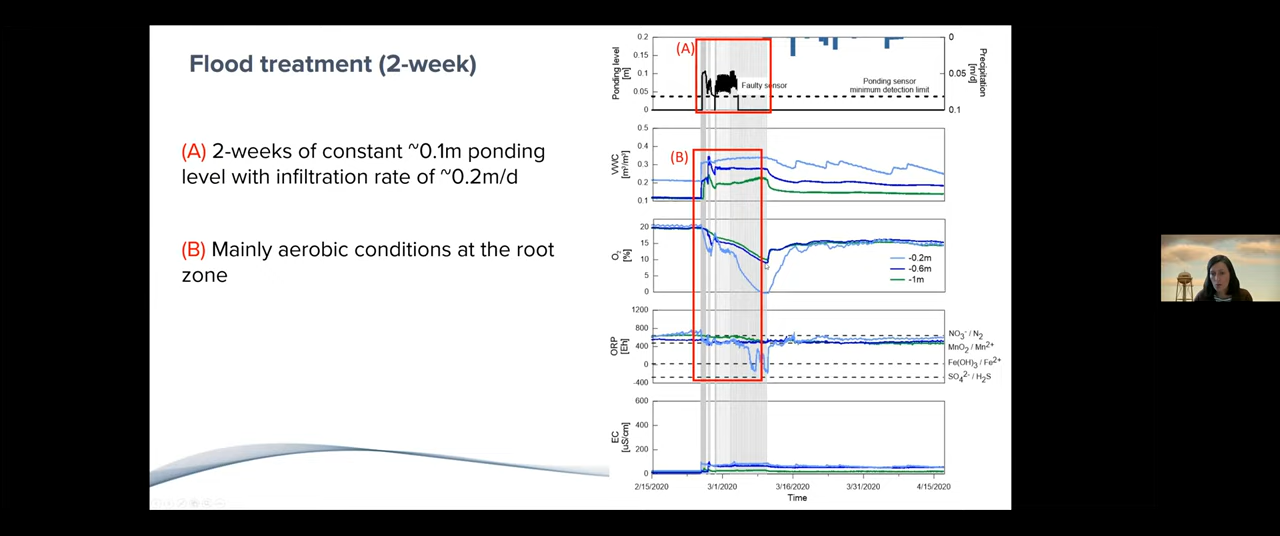 Flood treatment (2-week)
(A) 2-weeks of constant ~0.1m ponding
level with infiltration rate of ~0.2m/d
(B) Mainly aerobic conditions at the root
zone
(A)
Ponding level
[m]
0.2
0.15
0.1
0.05
0
Faulty sensor
Ponding sensor
minimum detection limit
0
0.05
0.1
Precipitation
[m/d]
(B)
VWC
[m³/m³]
0.5
0.4
0.3
0.2
0.1
O₂
[%]
20
15
10
5
0
-0.2m
-0.6m
-1m
ORP
[Eh]
1200
800
400
0
-400
NO₃⁻ / N₂
MnO₂ / Mn²⁺
Fe(OH)₃ / Fe²⁺
SO₄²⁻ / H₂S
EC
[uS/cm]
600
400
200
0
2/15/2020 3/1/2020 3/16/2020 3/31/2020 4/15/2020
Time